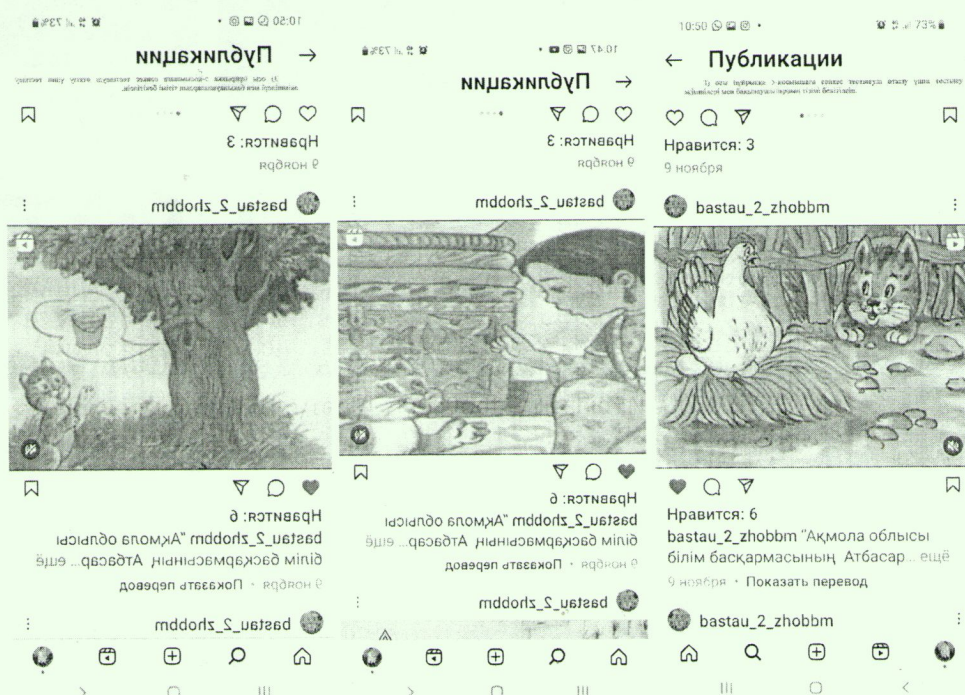 10:50
73%
Публикации
Нравится: 3
9 ноября
bastau_2_zhobbm
Нравится: 6
bastau_2_zhobbm "Ақмола облысы
білім басқармасының Атбасар... ещё
9 ноября • Показать перевод
bastau_2_zhobbm
10:47
73%
Публикации
Нравится: 3
9 ноября
bastau_2_zhobbm
Нравится: 6
bastau_2_zhobbm "Ақмола облысы
білім басқармасының Атбасар... ещё
9 ноября • Показать перевод
bastau_2_zhobbm
10:50
73%
Публикации
Нравится: 3
9 ноября
bastau_2_zhobbm
Нравится: 6
bastau_2_zhobbm "Ақмола облысы
білім басқармасының Атбасар... ещё
9 ноября • Показать перевод
bastau_2_zhobbm